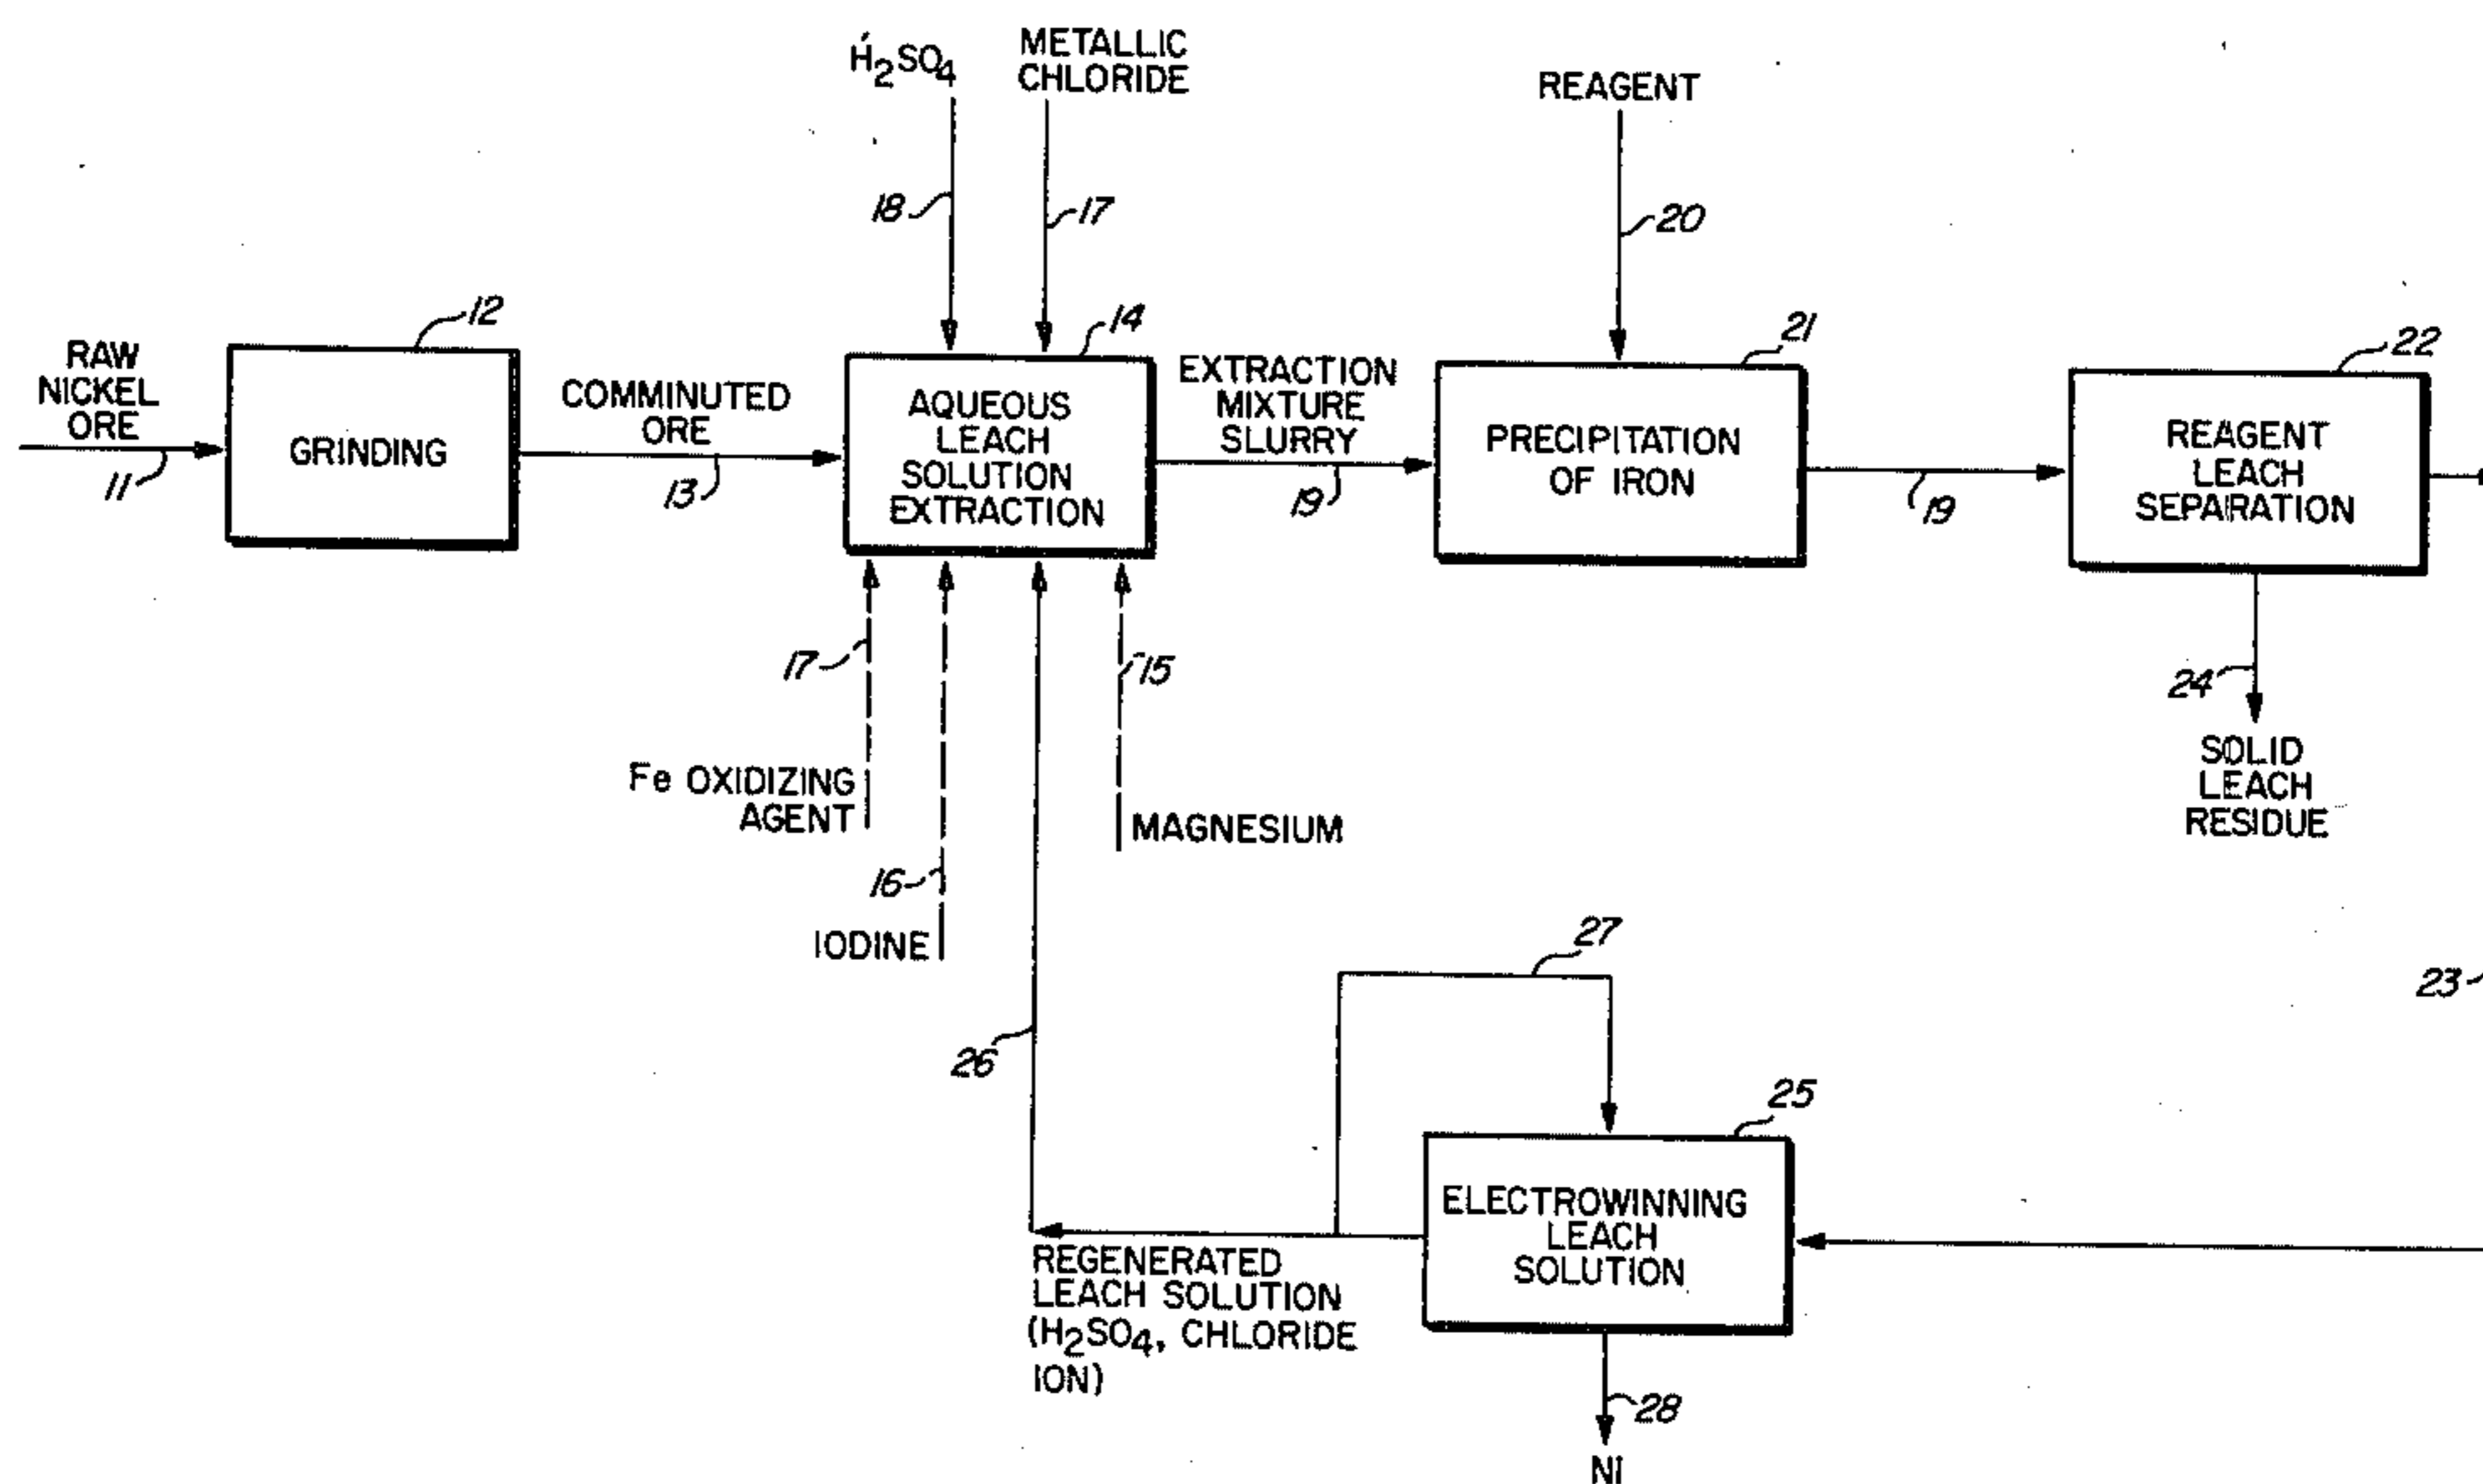 H2SO4
METALLIC
CHLORIDE
REAGENT
18
17
20
12
14
21
22
RAW
NICKEL
ORE
11
GRINDING
COMMINUTED
ORE
13
AQUEOUS
LEACH
SOLUTION
EXTRACTION
EXTRACTION
MIXTURE
SLURRY
19
PRECIPITATION
OF IRON
19
REAGENT
LEACH
SEPARATION
17
15
24
Fe OXIDIZING
AGENT
MAGNESIUM
SOLID
LEACH
RESIDUE
16
IODINE
27
23
26
25
ELECTROWINNING
LEACH
SOLUTION
REGENERATED
LEACH SOLUTION
(H2SO4, CHLORIDE
ION)
28
NI